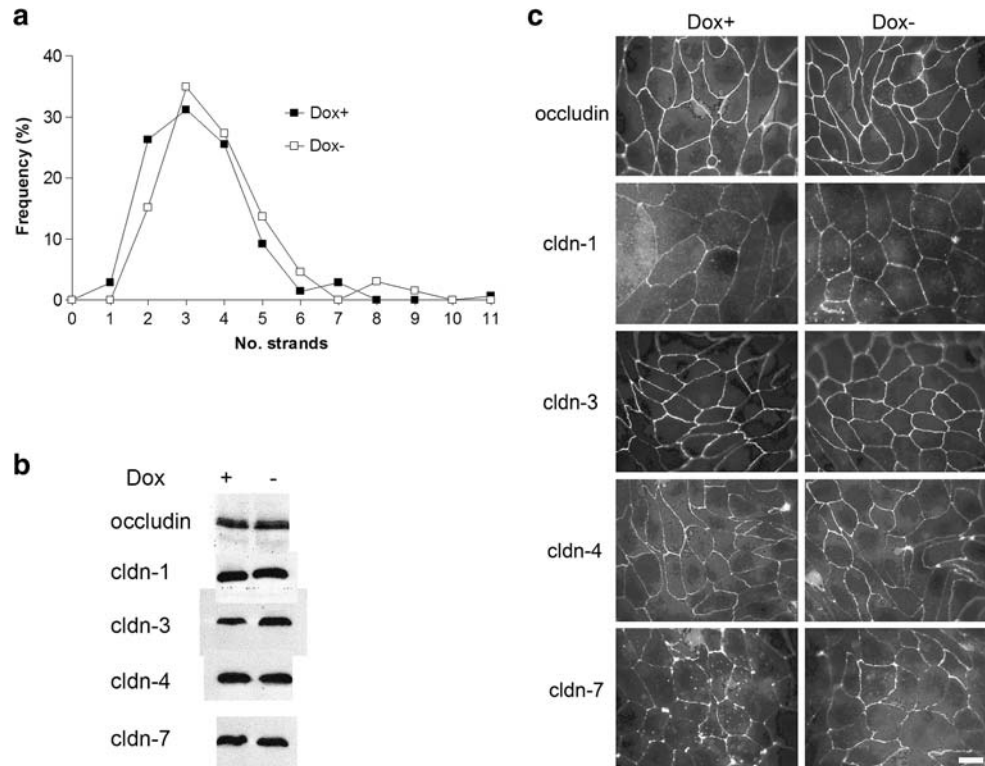 a
40
30
20
10
0
Frequency (%)
0 1 2 3 4 5 6 7 8 9 10 11
No. strands
Dox+
Dox-
b
Dox + -
occludin
cldn-1
cldn-3
cldn-4
cldn-7
c
Dox+ Dox-
occludin
cldn-1
cldn-3
cldn-4
cldn-7